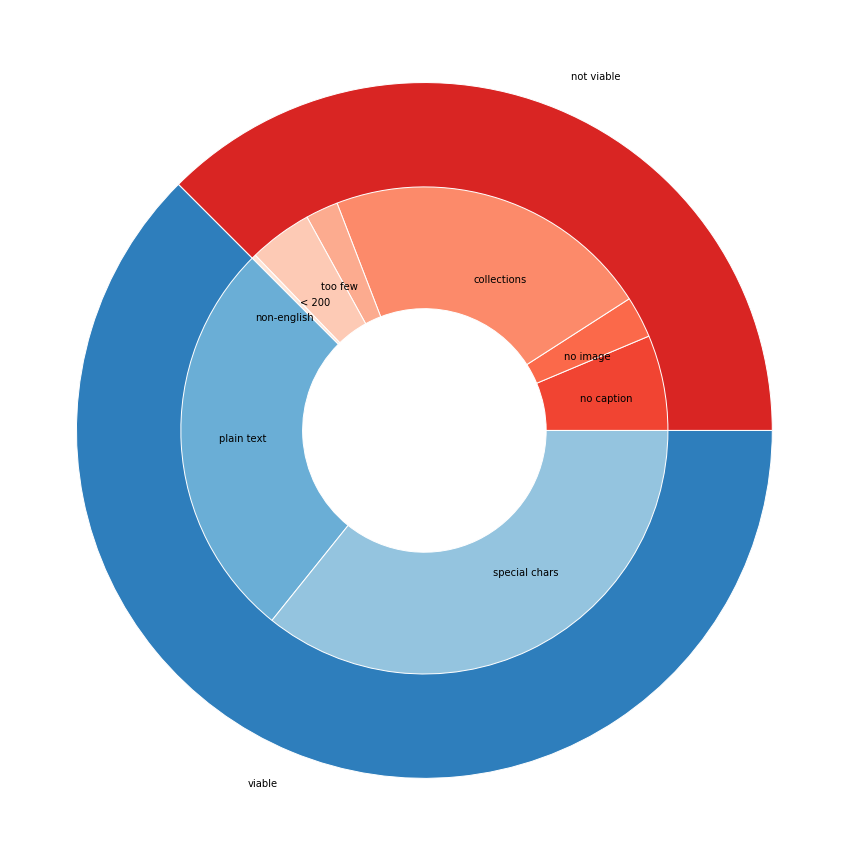 not viable
collections
too few
< 200
non-english
no image
no caption
plain text
special chars
viable